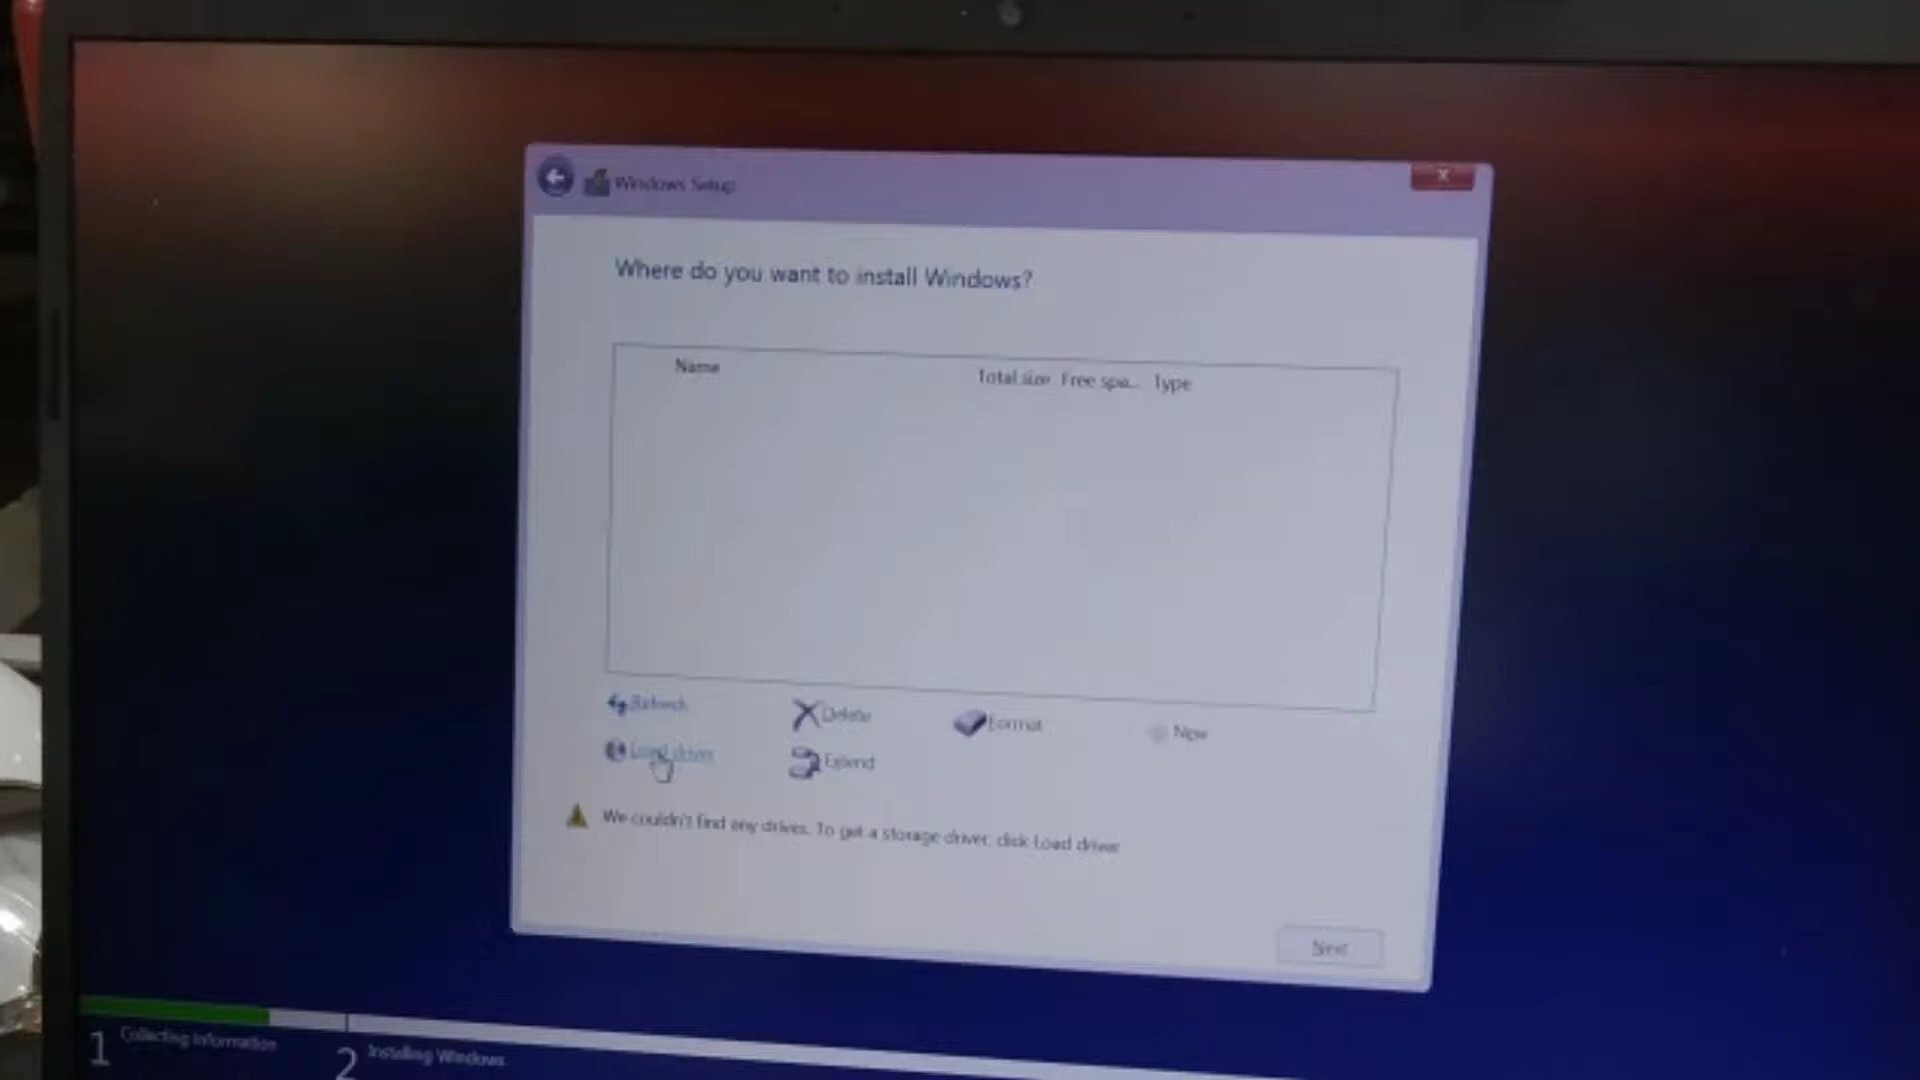 Windows Setup
Where do you want to install Windows?
Name Total size Free spa... Type
Refresh Delete Format New
Load driver Extend
We couldn't find any drives. To get a storage driver, click Load driver.
Next
1 Collecting information 2 Installing Windows